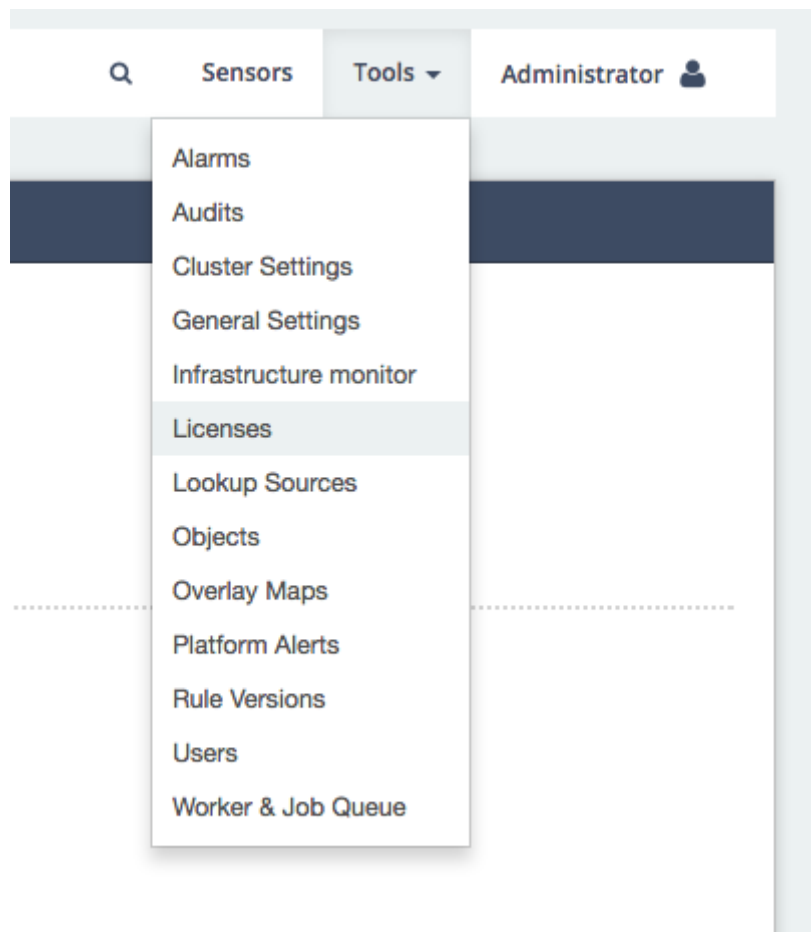 Sensors Tools Administrator
Alarms
Audits
Cluster Settings
General Settings
Infrastructure monitor
Licenses
Lookup Sources
Objects
Overlay Maps
Platform Alerts
Rule Versions
Users
Worker & Job Queue